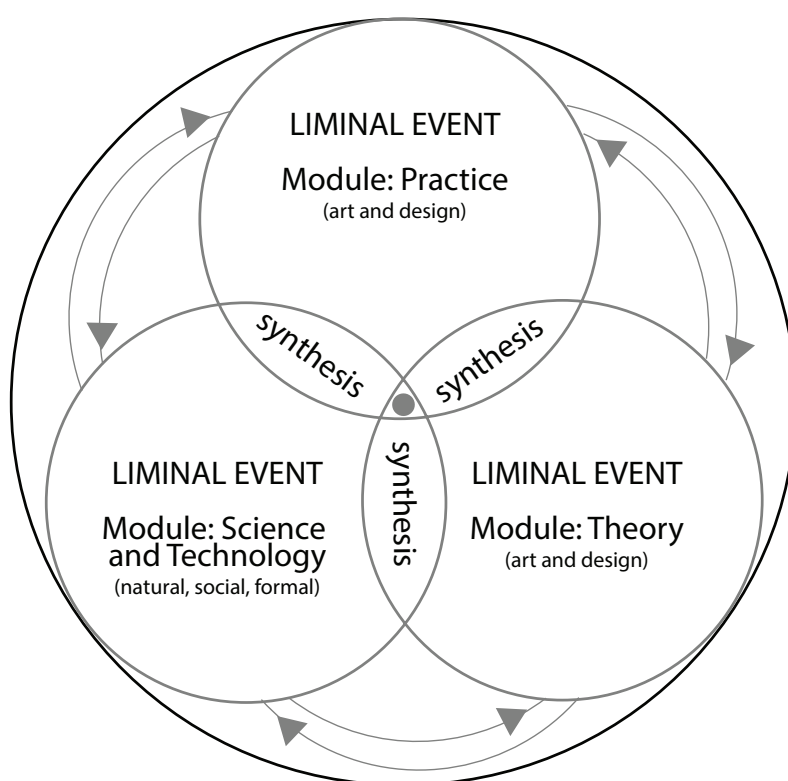 LIMINAL EVENT
Module: Practice
(art and design)
synthesis
synthesis
synthesis
LIMINAL EVENT
Module: Science
and Technology
(natural, social, formal)
LIMINAL EVENT
Module: Theory
(art and design)